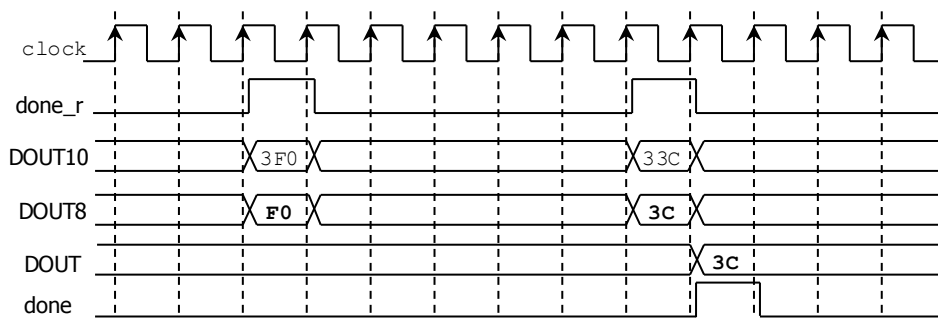 clock
done_r
DOUT10 3F0 33C
DOUT8 F0 3C
DOUT 3C
done